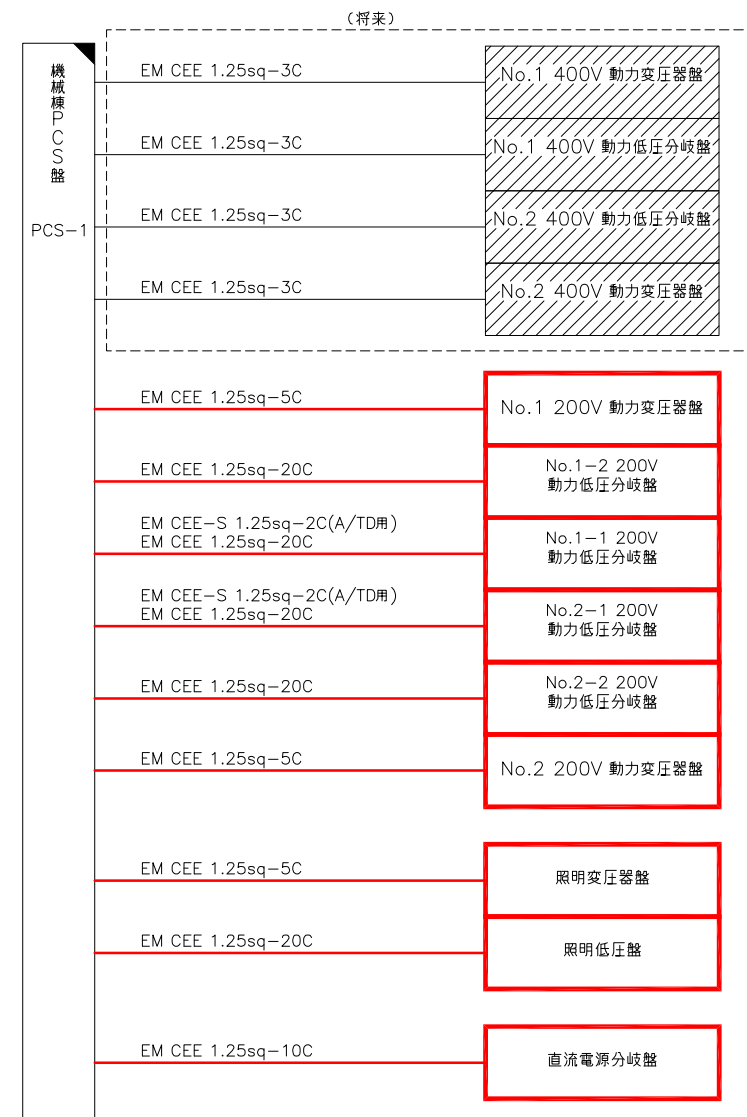 (将来)
機械棟PCS盤
PCS-1
EM CEE 1.25sq-3C
No.1 400V 動力変圧器盤
EM CEE 1.25sq-3C
No.1 400V 動力低圧分岐盤
EM CEE 1.25sq-3C
No.2 400V 動力低圧分岐盤
EM CEE 1.25sq-3C
No.2 400V 動力変圧器盤
EM CEE 1.25sq-5C
No.1 200V 動力変圧器盤
EM CEE 1.25sq-20C
No.1-2 200V
動力低圧分岐盤
EM CEE-S 1.25sq-2C(A/TD用)
EM CEE 1.25sq-20C
No.1-1 200V
動力低圧分岐盤
EM CEE-S 1.25sq-2C(A/TD用)
EM CEE 1.25sq-20C
No.2-1 200V
動力低圧分岐盤
EM CEE 1.25sq-20C
No.2-2 200V
動力低圧分岐盤
EM CEE 1.25sq-5C
No.2 200V 動力変圧器盤
EM CEE 1.25sq-5C
照明変圧器盤
EM CEE 1.25sq-20C
照明低圧盤
EM CEE 1.25sq-10C
直流電源分岐盤